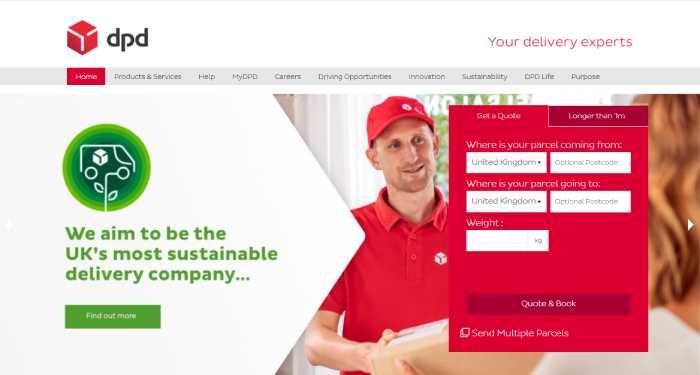 dpd
Your delivery experts
Home Products & Services Help MyDPD Careers Driving Opportunities Innovation Sustainability DPD Life Purpose
Get a Quote Longer than 1m
Where is your parcel coming from:
United Kingdom Optional Postcode
Where is your parcel going to:
United Kingdom Optional Postcode
Weight :
kg
Quote & Book
Send Multiple Parcels
We aim to be the
UK's most sustainable
delivery company...
Find out more